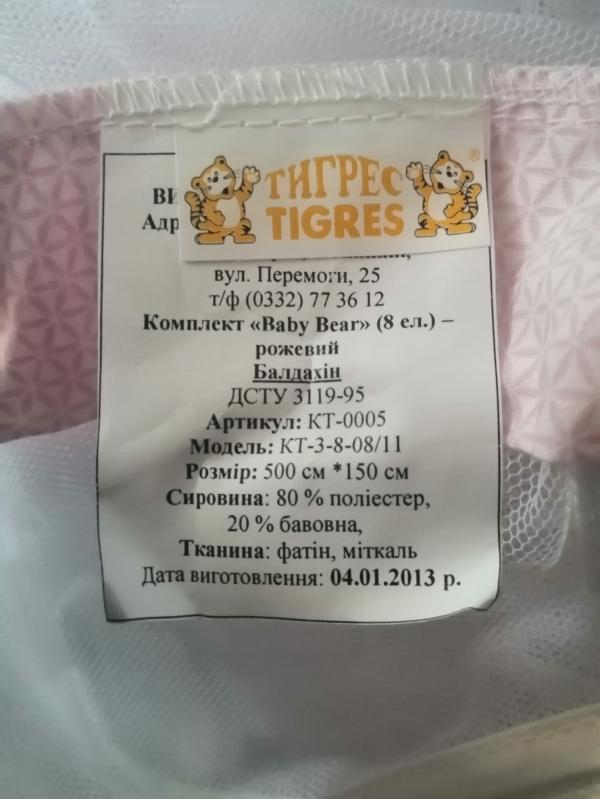 ТИГРЕС ®
TIGRES
ВИ
Адр
вул. Перемоги, 25
т/ф (0332) 77 36 12
Комплект «Baby Bear» (8 ел.) –
рожевий
Балдахін
ДСТУ 3119-95
Артикул: КТ-0005
Модель: КТ-3-8-08/11
Розмір: 500 см *150 см
Сировина: 80 % поліестер,
20 % бавовна,
Тканина: фатін, міткаль
Дата виготовлення: 04.01.2013 р.